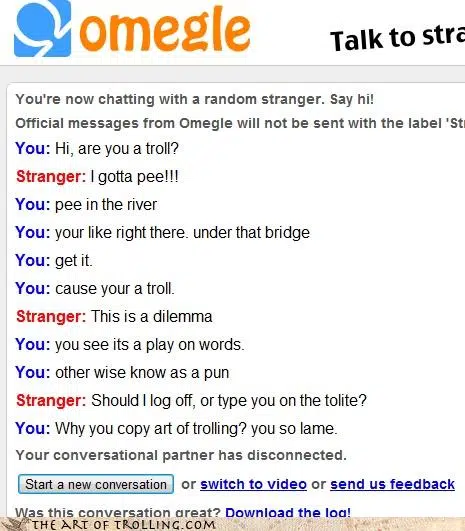 omegle
Talk to stra
You're now chatting with a random stranger. Say hi!
Official messages from Omegle will not be sent with the label 'Str
You: Hi, are you a troll?
Stranger: I gotta pee!!!
You: pee in the river
You: your like right there. under that bridge
You: get it.
You: cause your a troll.
Stranger: This is a dilemma
You: you see its a play on words.
You: other wise know as a pun
Stranger: Should I log off, or type you on the tolite?
You: Why you copy art of trolling? you so lame.
Your conversational partner has disconnected.
Start a new conversation or switch to video or send us feedback
Was this conversation great? Download the log!
THE ART OF TROLLING.COM